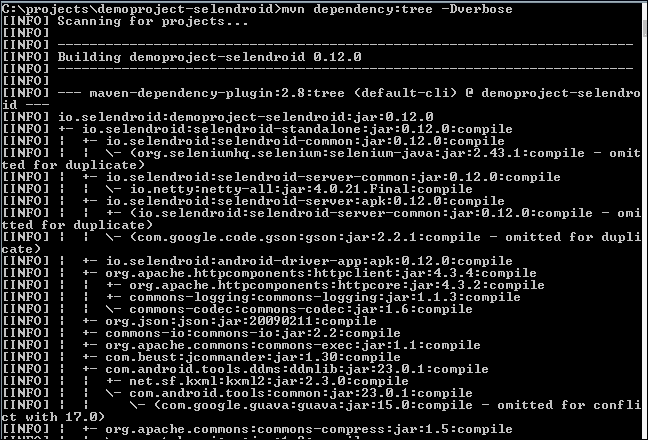 C:\projects\demoproject-selendroid>mvn dependency:tree -Dverbose
[INFO] Scanning for projects...
[INFO]
[INFO] ------------------------------------------------------------------------
[INFO] Building demoproject-selendroid 0.12.0
[INFO] ------------------------------------------------------------------------
[INFO]
[INFO] --- maven-dependency-plugin:2.8:tree (default-cli) @ demoproject-selendro
id ---
[INFO] io.selendroid:demoproject-selendroid:jar:0.12.0
[INFO] +- io.selendroid:selendroid-standalone:jar:0.12.0:compile
[INFO] ¦  +- io.selendroid:selendroid-common:jar:0.12.0:compile
[INFO] ¦  ¦  \- (org.seleniumhq.selenium:selenium-java:jar:2.43.1:compile - omit
ted for duplicate)
[INFO] ¦  +- io.selendroid:selendroid-server-common:jar:0.12.0:compile
[INFO] ¦  ¦  \- io.netty:netty-all:jar:4.0.21.Final:compile
[INFO] ¦  +- io.selendroid:selendroid-server:apk:0.12.0:compile
[INFO] ¦  ¦  +- (io.selendroid:selendroid-server-common:jar:0.12.0:compile - omi
tted for duplicate)
[INFO] ¦  ¦  \- (com.google.code.gson:gson:jar:2.2.1:compile - omitted for dupli
cate)
[INFO] ¦  +- io.selendroid:android-driver-app:apk:0.12.0:compile
[INFO] ¦  +- org.apache.httpcomponents:httpclient:jar:4.3.4:compile
[INFO] ¦  ¦  +- org.apache.httpcomponents:httpcore:jar:4.3.2:compile
[INFO] ¦  ¦  +- commons-logging:commons-logging:jar:1.1.3:compile
[INFO] ¦  ¦  \- commons-codec:commons-codec:jar:1.6:compile
[INFO] ¦  +- org.json:json:jar:20090211:compile
[INFO] ¦  +- commons-io:commons-io:jar:2.2:compile
[INFO] ¦  +- org.apache.commons:commons-exec:jar:1.1:compile
[INFO] ¦  +- com.beust:jcommander:jar:1.30:compile
[INFO] ¦  +- com.android.tools.ddms:ddmlib:jar:23.0.1:compile
[INFO] ¦  ¦  +- net.sf.kxml:kxml2:jar:2.3.0:compile
[INFO] ¦  ¦  \- com.android.tools:common:jar:23.0.1:compile
[INFO] ¦  ¦     \- (com.google.guava:guava:jar:15.0:compile - omitted for confli
ct with 17.0)
[INFO] ¦  +- org.apache.commons:commons-compress:jar:1.5:compile